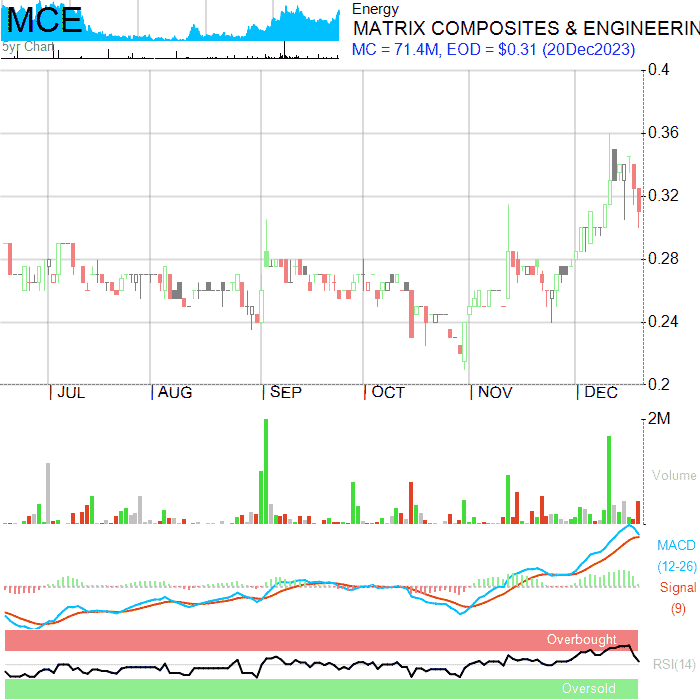 MCE
5yr Chart
Energy
MATRIX COMPOSITES & ENGINEERIN
MC = 71.4M, EOD = $0.31 (20Dec2023)
0.4
0.36
0.32
0.28
0.24
0.2
JUL AUG SEP OCT NOV DEC
2M
Volume
MACD
(12-26)
Signal
(9)
Overbought
RSI(14)
Oversold